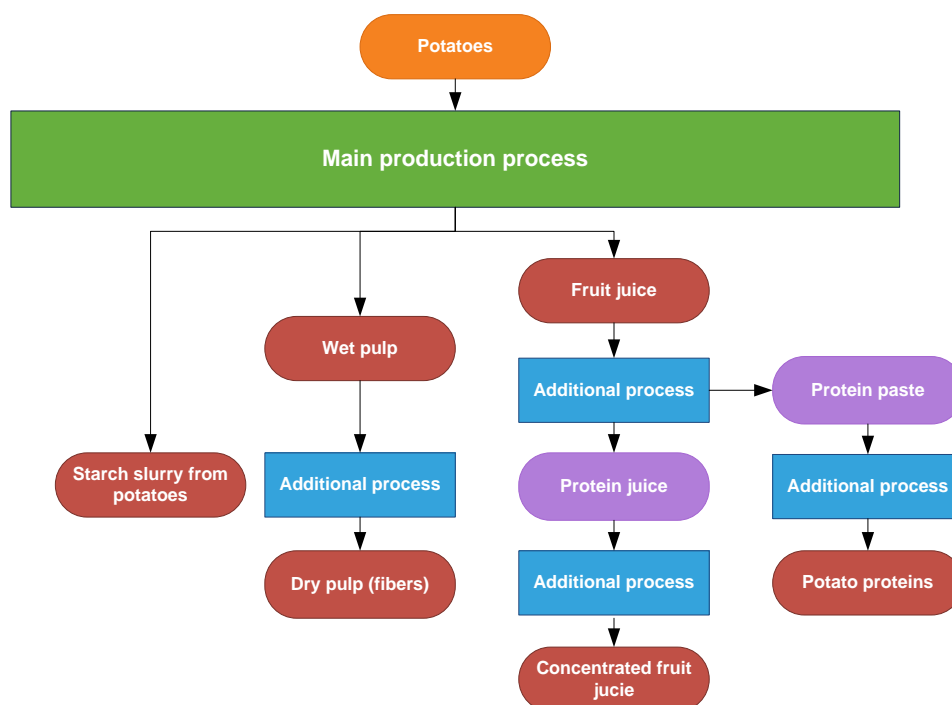 Potatoes
Main production process
Fruit juice
Wet pulp
Additional process
Protein paste
Starch slurry from
potatoes
Additional process
Protein juice
Additional process
Dry pulp (fibers)
Additional process
Potato proteins
Concentrated fruit
jucie